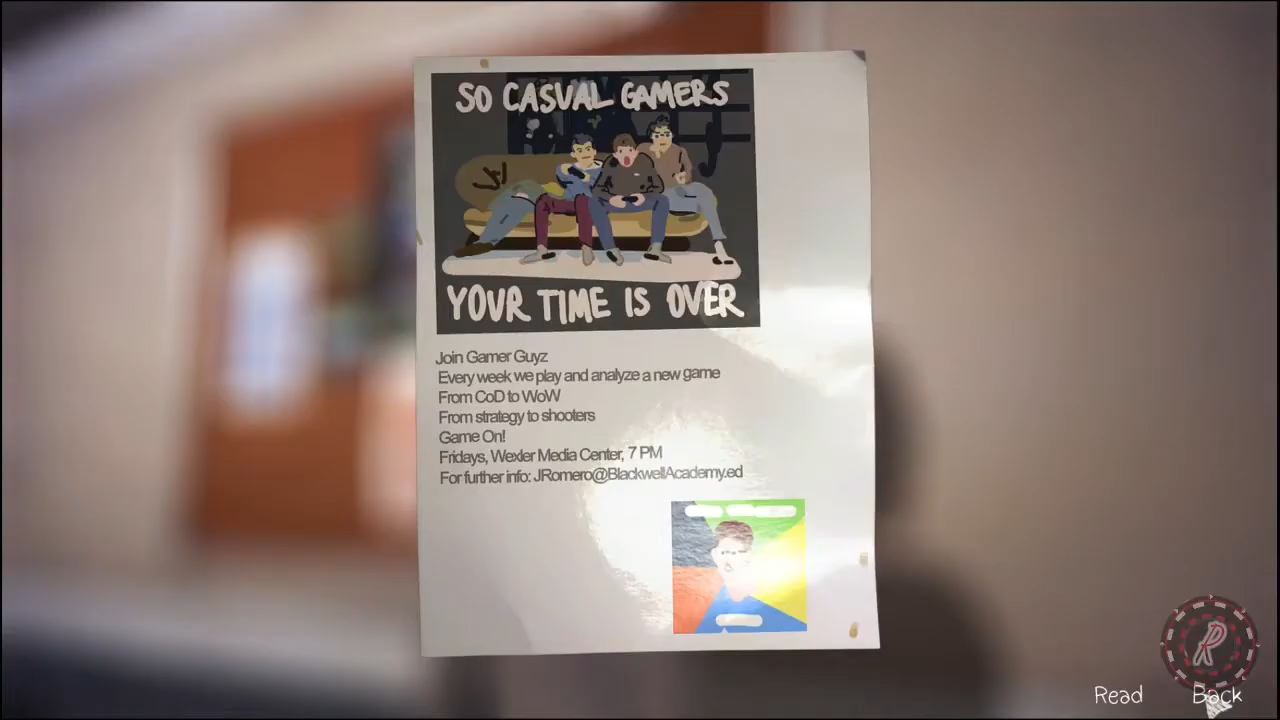 SO CASUAL GAMERS
YOUR TIME IS OVER
Join Gamer Guyz
Every week we play and analyze a new game
From CoD to WoW
From strategy to shooters
Game On!
Fridays, Wexler Media Center, 7 PM
For further info: JRomero@BlackwellAcademy.ed
R
Read Back